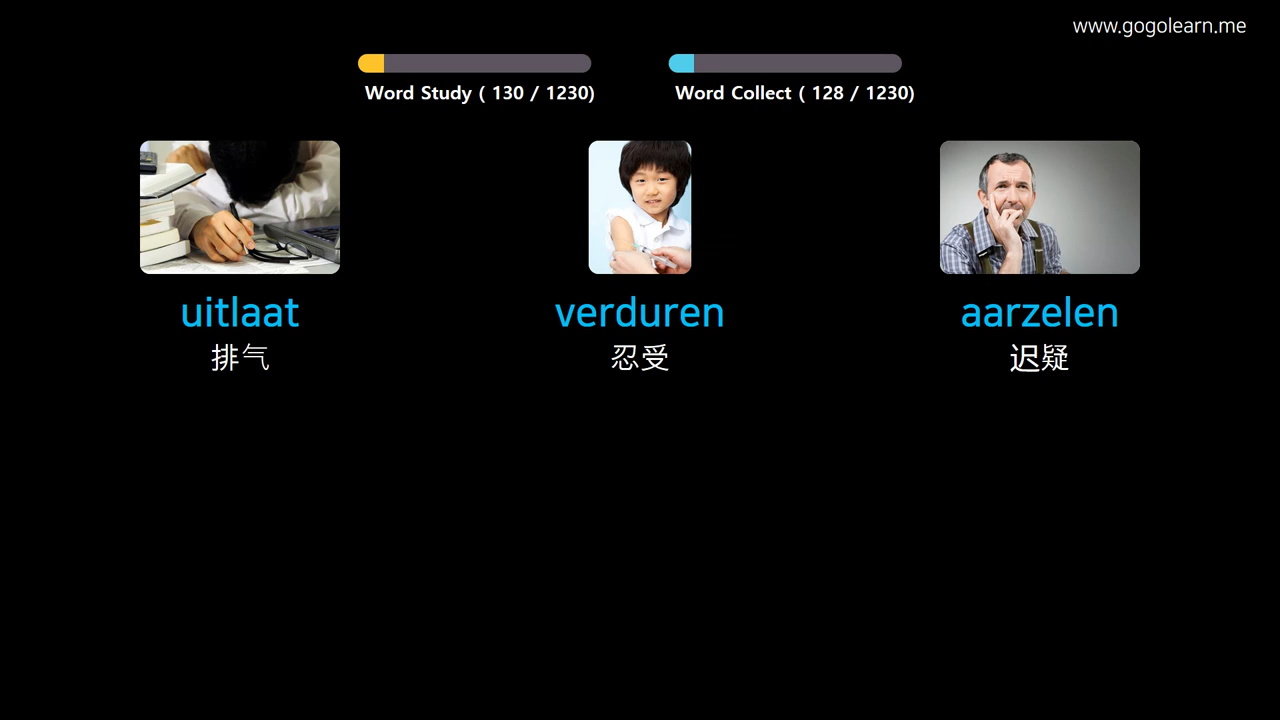 www.gogolearn.me
Word Study ( 130 / 1230)
Word Collect ( 128 / 1230)
uitlaat
排气
verduren
忍受
aarzelen
迟疑